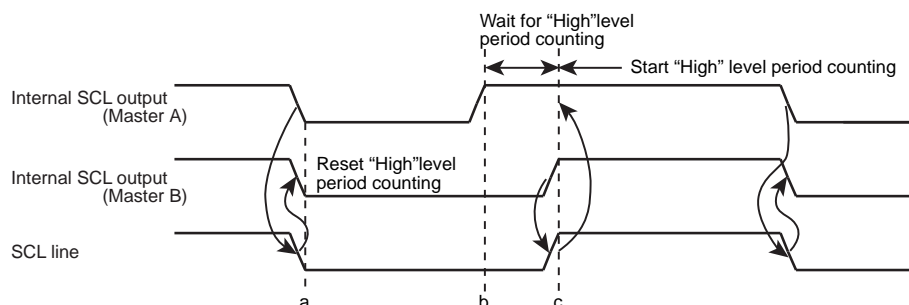 Wait for “High”level
period counting
Start “High” level period counting
Internal SCL output
(Master A)
Internal SCL output
(Master B)
Reset “High”level
period counting
SCL line
a
b
c